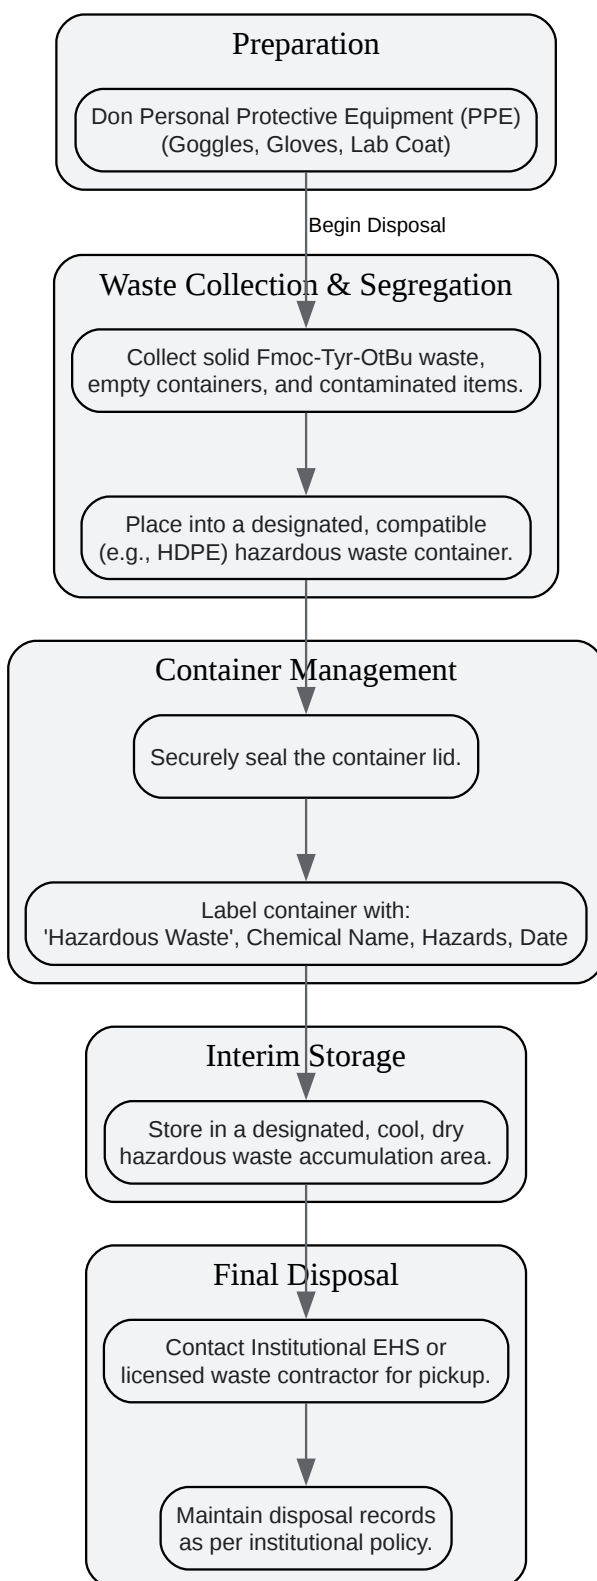 Preparation
Don Personal Protective Equipment (PPE)
(Goggles, Gloves, Lab Coat)
Begin Disposal
Waste Collection & Segregation
Collect solid Fmoc-Tyr-OtBu waste,
empty containers, and contaminated items.
Place into a designated, compatible
(e.g., HDPE) hazardous waste container.
Container Management
Securely seal the container lid.
Label container with:
'Hazardous Waste', Chemical Name, Hazards, Date
Interim Storage
Store in a designated, cool, dry
hazardous waste accumulation area.
Final Disposal
Contact Institutional EHS or
licensed waste contractor for pickup.
Maintain disposal records
as per institutional policy.